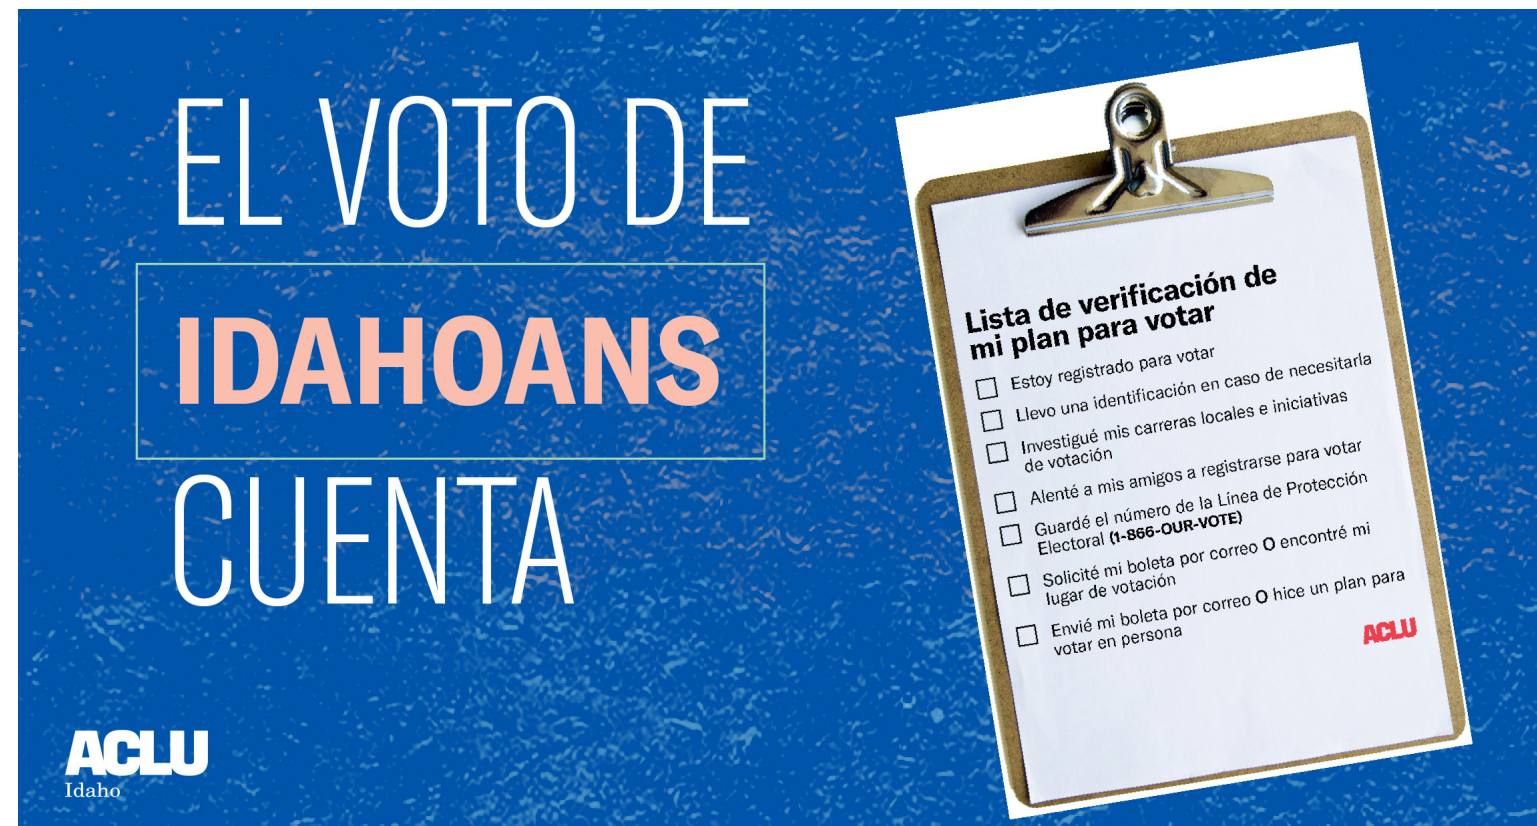 EL VOTO DE
IDAHOANS
CUENTA
ACLU
Idaho
Lista de verificación de
mi plan para votar
Estoy registrado para votar
Llevo una identificación en caso de necesitarla
Investigué mis carreras locales e iniciativas
de votación
Alenté a mis amigos a registrarse para votar
Guardé el número de la Línea de Protección
Electoral (1-866-OUR-VOTE)
Solicité mi boleta por correo O encontré mi
lugar de votación
Envié mi boleta por correo O hice un plan para
votar en persona
ACLU